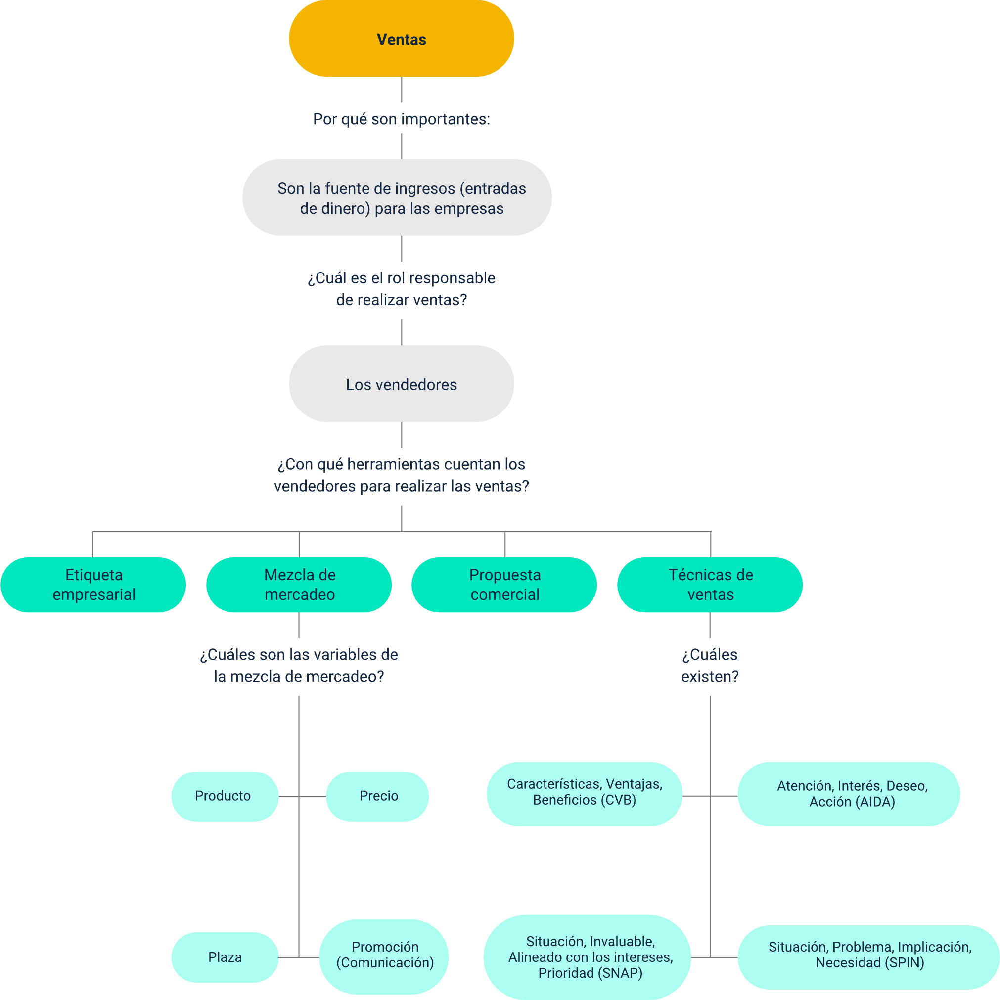 Ventas
Por qué son importantes:
Son la fuente de ingresos (entradas
de dinero) para las empresas
¿Cuál es el rol responsable
de realizar ventas?
Los vendedores
¿Con qué herramientas cuentan los
vendedores para realizar las ventas?
Etiqueta
empresarial
Mezcla de
mercadeo
Propuesta
comercial
Técnicas de
ventas
¿Cuáles son las variables de
la mezcla de mercadeo?
¿Cuáles
existen?
Producto
Precio
Características, Ventajas,
Beneficios (CVB)
Atención, Interés, Deseo,
Acción (AIDA)
Plaza
Promoción
(Comunicación)
Situación, Invaluable,
Alineado con los intereses,
Prioridad (SNAP)
Situación, Problema, Implicación,
Necesidad (SPIN)